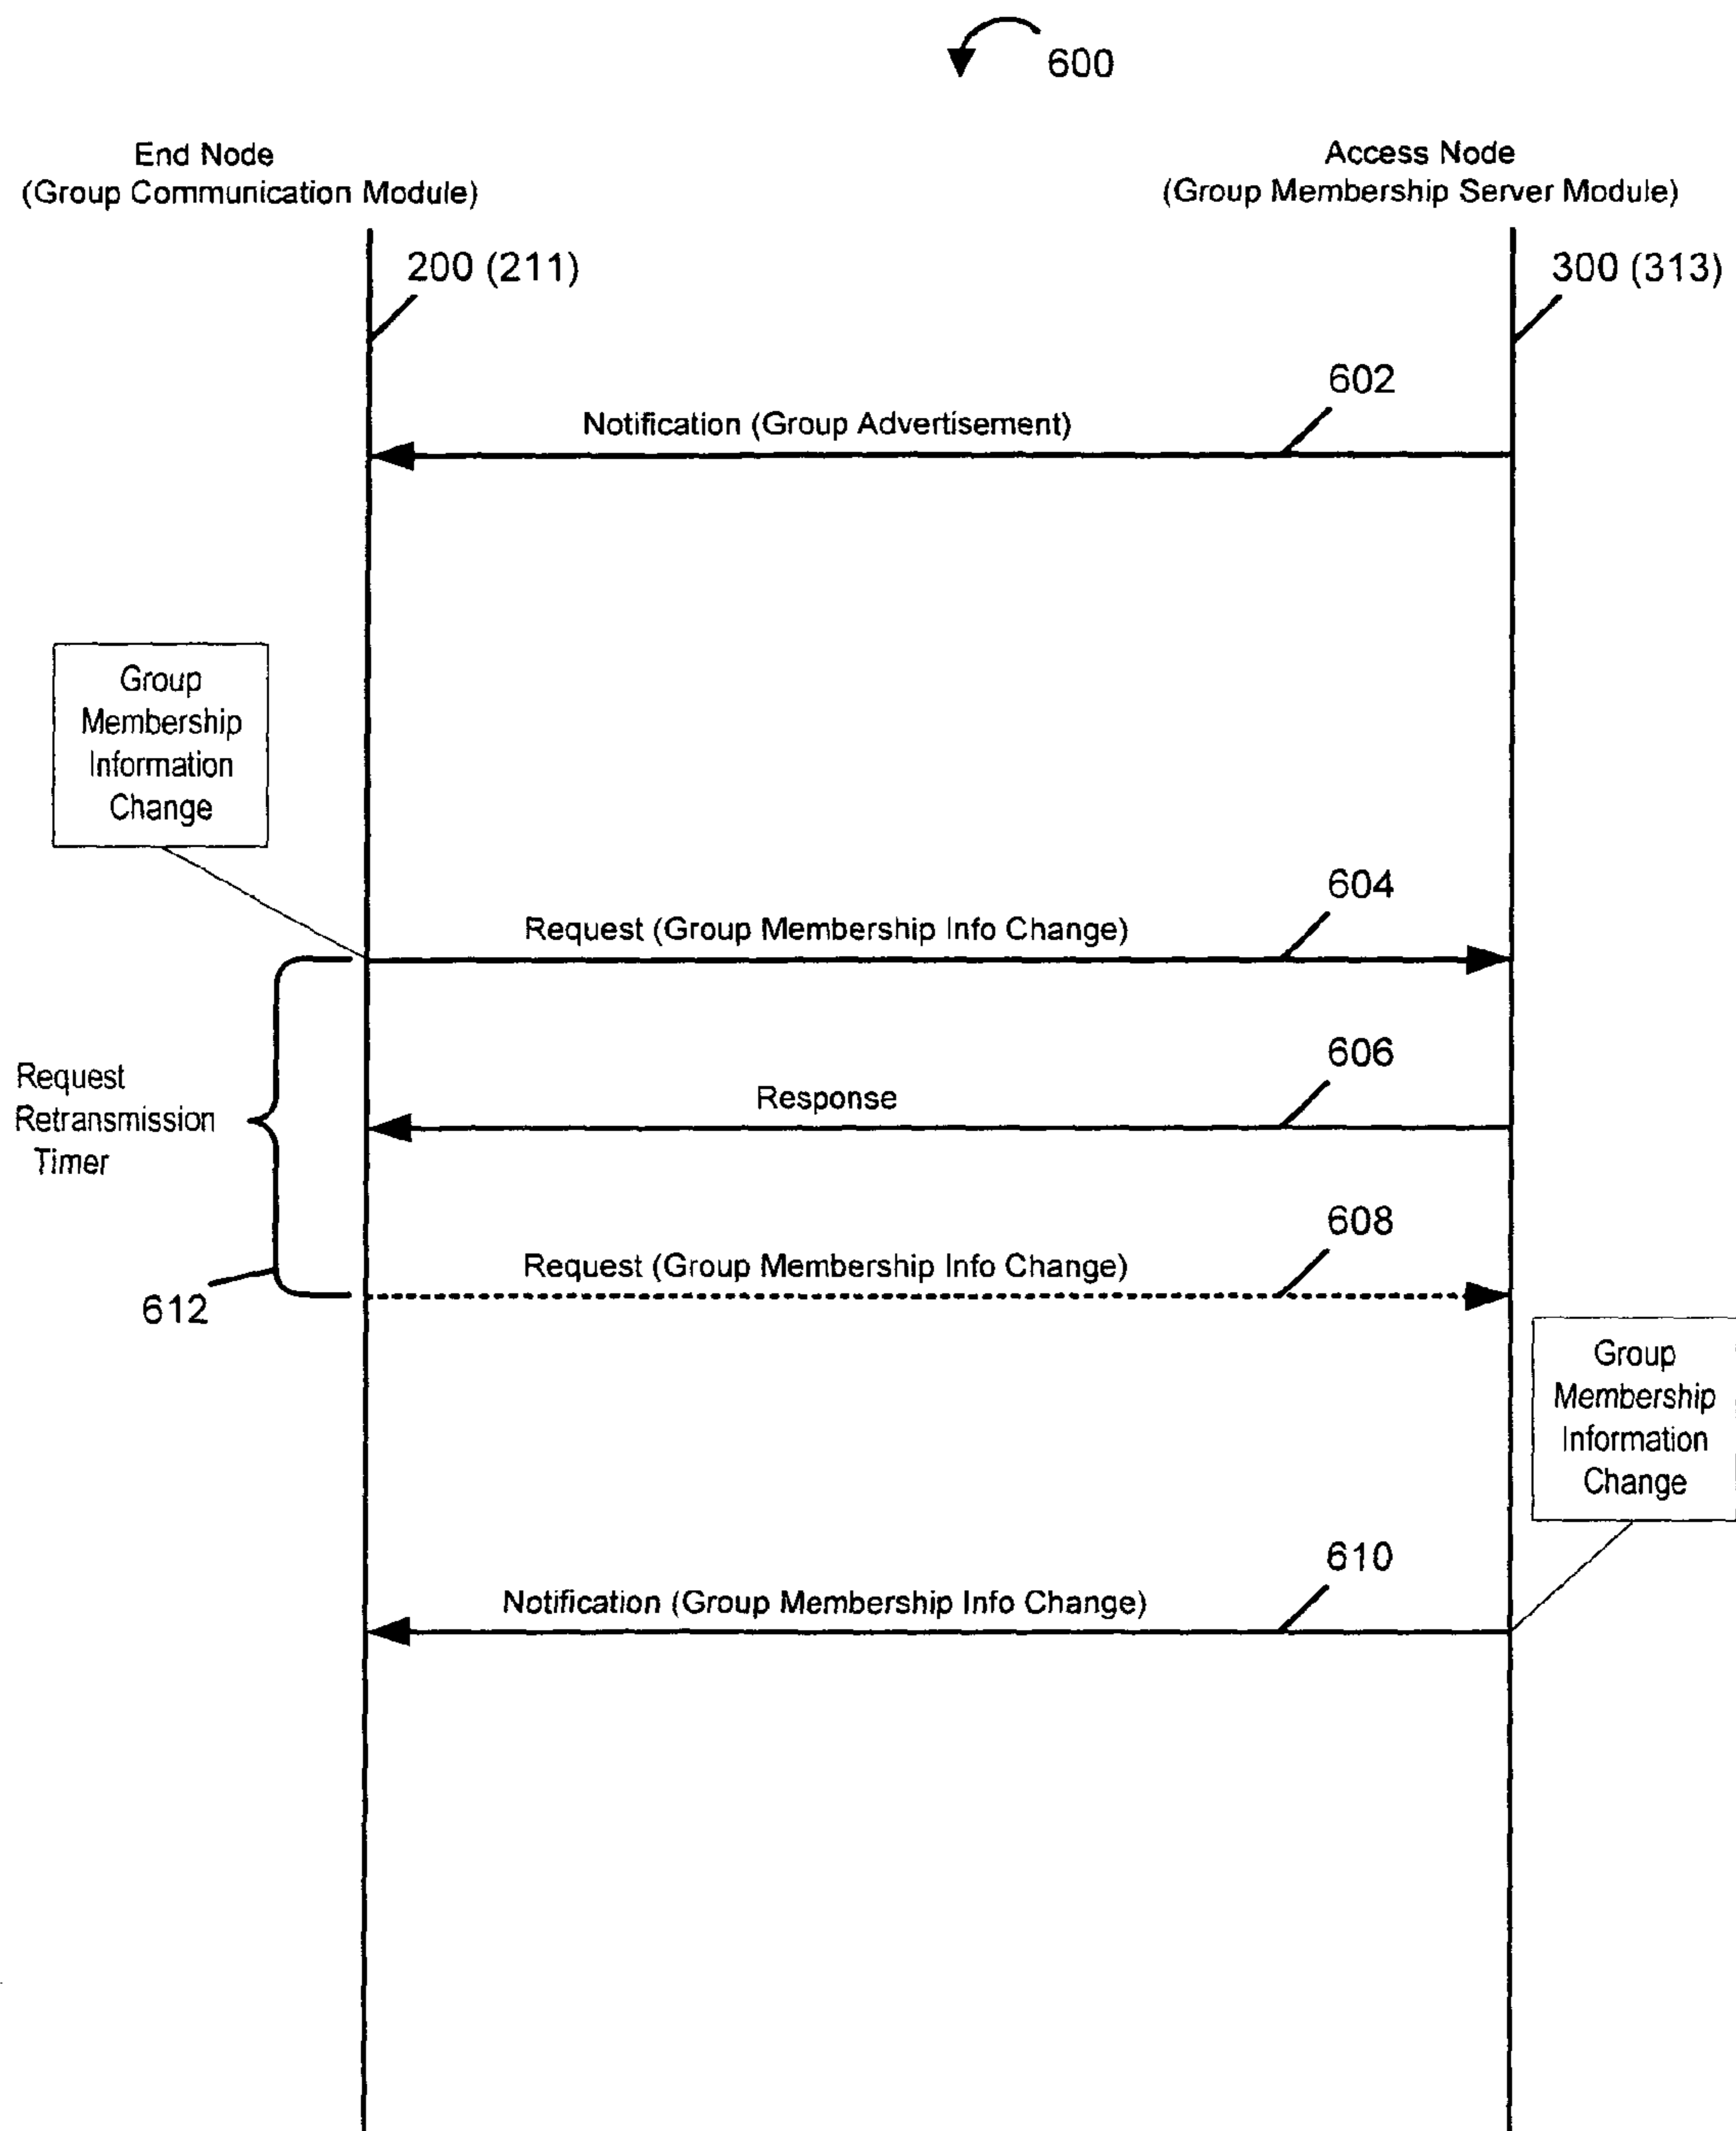 600
End Node
(Group Communication Module)
Access Node
(Group Membership Server Module)
200 (211)
300 (313)
602
Notification (Group Advertisement)
Group
Membership
Information
Change
604
Request (Group Membership Info Change)
606
Response
Request
Retransmission
Timer
608
Request (Group Membership Info Change)
612
Group
Membership
Information
Change
610
Notification (Group Membership Info Change)